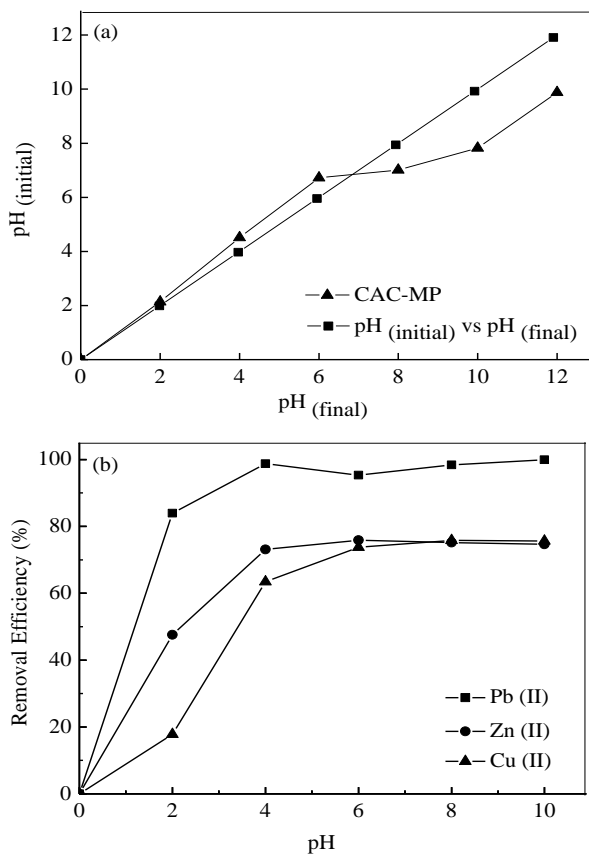 (a)
12
10
8
6
4
2
0
pH (initial)
CAC-MP
pH (initial) vs pH (final)
0 2 4 6 8 10 12
pH (final)
(b)
100
80
60
40
20
0
Removal Efficiency (%)
Pb (II)
Zn (II)
Cu (II)
0 2 4 6 8 10
pH